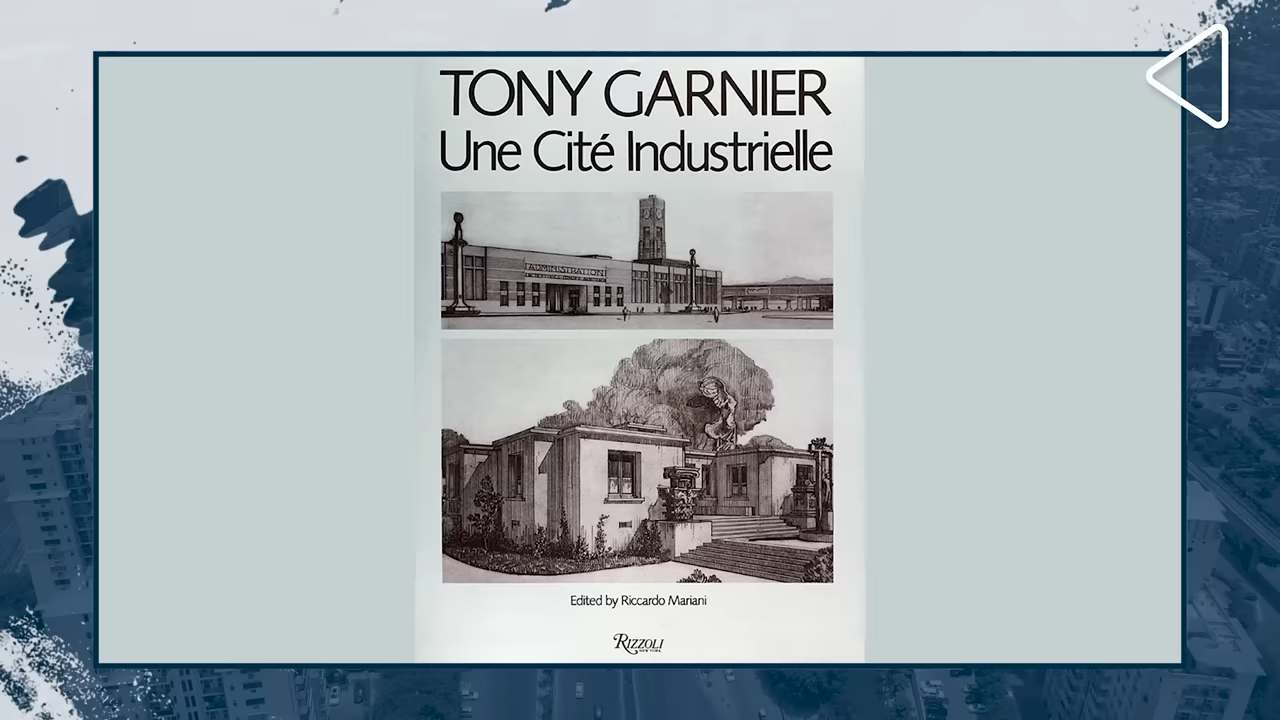 TONY GARNIER
Une Cité Industrielle
ADMINISTRATION
Edited by Riccardo Mariani
RIZZOLI
NEW YORK